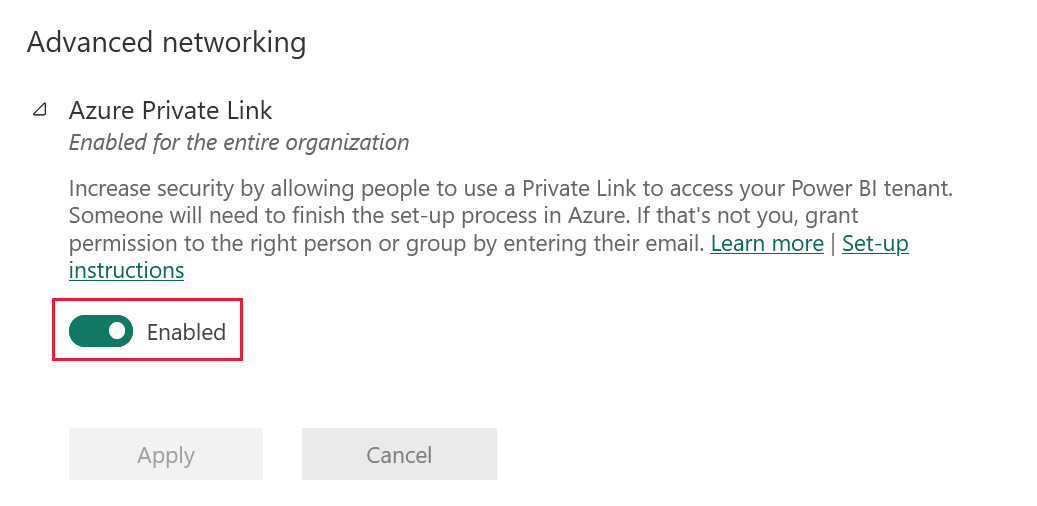 Advanced networking
Azure Private Link
Enabled for the entire organization
Increase security by allowing people to use a Private Link to access your Power BI tenant.
Someone will need to finish the set-up process in Azure. If that's not you, grant
permission to the right person or group by entering their email. Learn more | Set-up
instructions
Enabled
Apply
Cancel